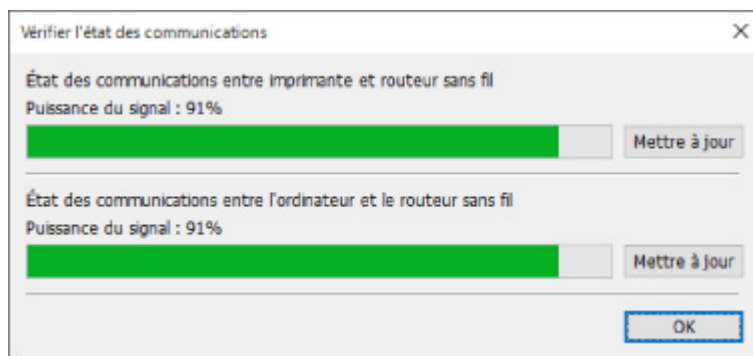 Vérifier l'état des communications
État des communications entre imprimante et routeur sans fil
Puissance du signal : 91%
Mettre à jour
État des communications entre l'ordinateur et le routeur sans fil
Puissance du signal : 91%
Mettre à jour
OK